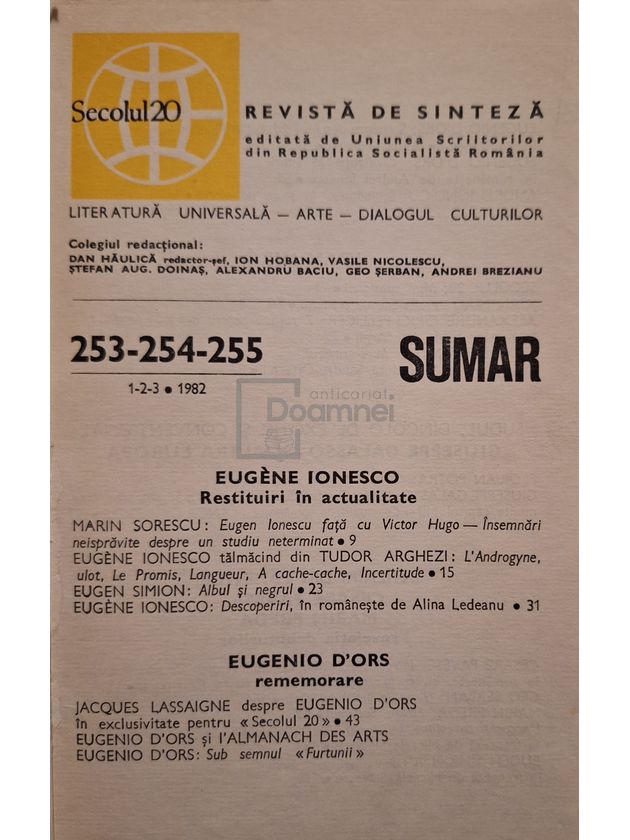 Secolul 20
REVISTĂ DE SINTEZĂ
editată de Uniunea Scriitorilor
din Republica Socialistă România
LITERATURĂ UNIVERSALĂ — ARTE — DIALOGUL CULTURILOR
Colegiul redacțional:
DAN HĂULICĂ redactor-șef, ION HOBANA, VASILE NICOLESCU,
ȘTEFAN AUG. DOINAȘ, ALEXANDRU BACIU, GEO ȘERBAN, ANDREI BREZIANU
253-254-255
SUMAR
1-2-3 ● 1982
anticariat
Doamnei
EUGÈNE IONESCO
Restituiri în actualitate
MARIN SORESCU: Eugen Ionescu față cu Victor Hugo — Însemnări
neisprăvite despre un studiu neterminat ● 9
EUGÈNE IONESCO tălmăcind din TUDOR ARGHEZI: L'Androgyne,
ulot, Le Promis, Langueur, A cache-cache, Incertitude ● 15
EUGEN SIMION: Albul și negrul ● 23
EUGÈNE IONESCO: Descoperiri, în românește de Alina Ledeanu ● 31
EUGENIO D'ORS
rememorare
JACQUES LASSAIGNE despre EUGENIO D'ORS
în exclusivitate pentru «Secolul 20» ● 43
EUGENIO D'ORS și l'ALMANACH DES ARTS
EUGENIO D'ORS: Sub semnul «Furtunii»